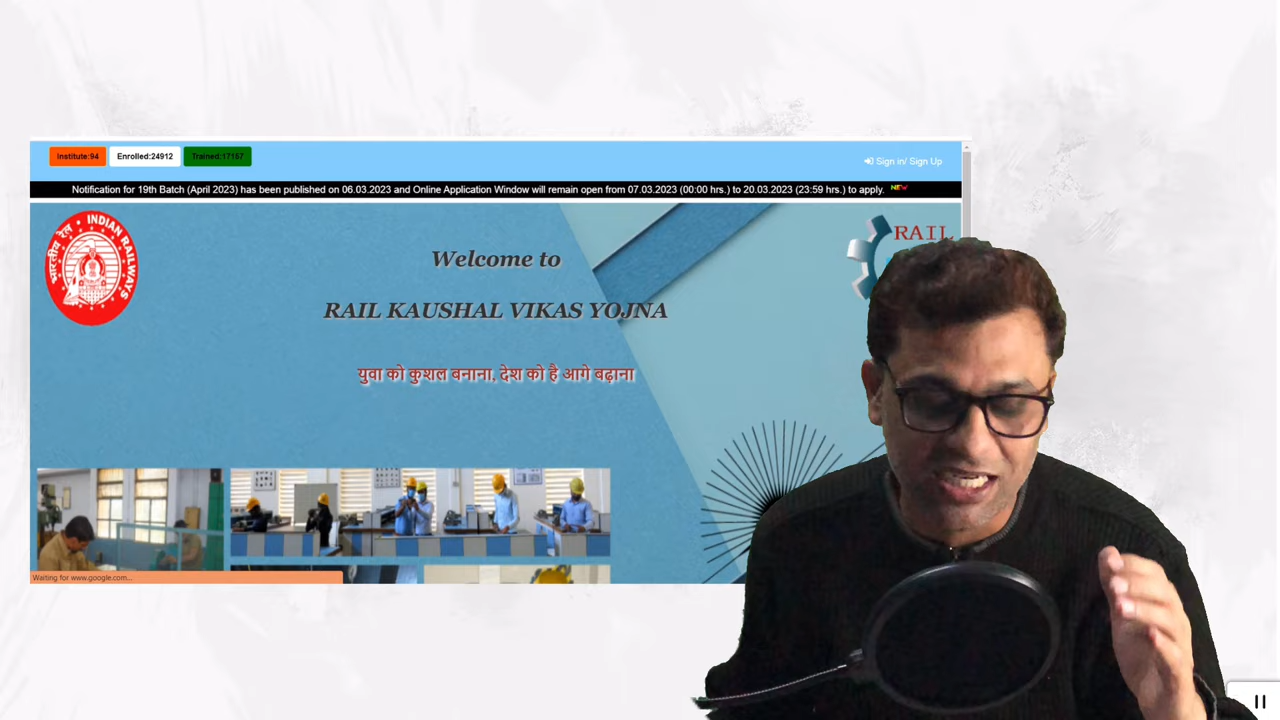 Institute:94 Enrolled:24912 Trained:17187
Sign in/ Sign Up
Notification for 19th Batch (April 2023) has been published on 06.03.2023 and Online Application Window will remain open from 07.03.2023 (00:00 hrs.) to 20.03.2023 (23:59 hrs.) to apply. NEW
भारतीय रेल • INDIAN RAILWAYS
RAIL
Welcome to
RAIL KAUSHAL VIKAS YOJNA
युवा को कुशल बनाना, देश को है आगे बढ़ाना
Waiting for www.google.com...